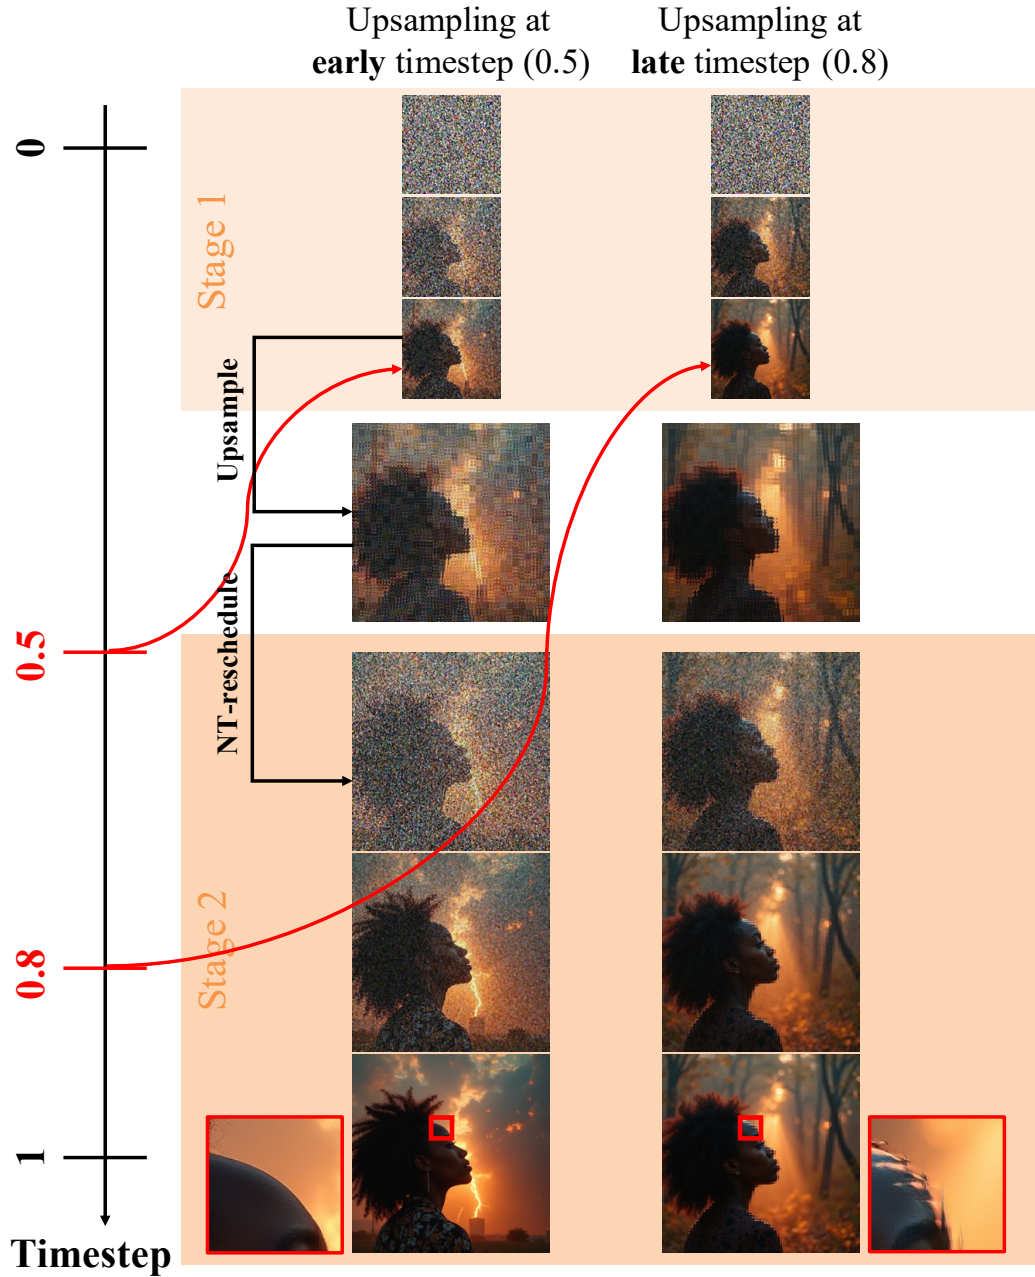 Upsampling at
early timestep (0.5)
Upsampling at
late timestep (0.8)
0
Stage 1
Upsample
NT-reschedule
0.5
Stage 2
0.8
1
Timestep